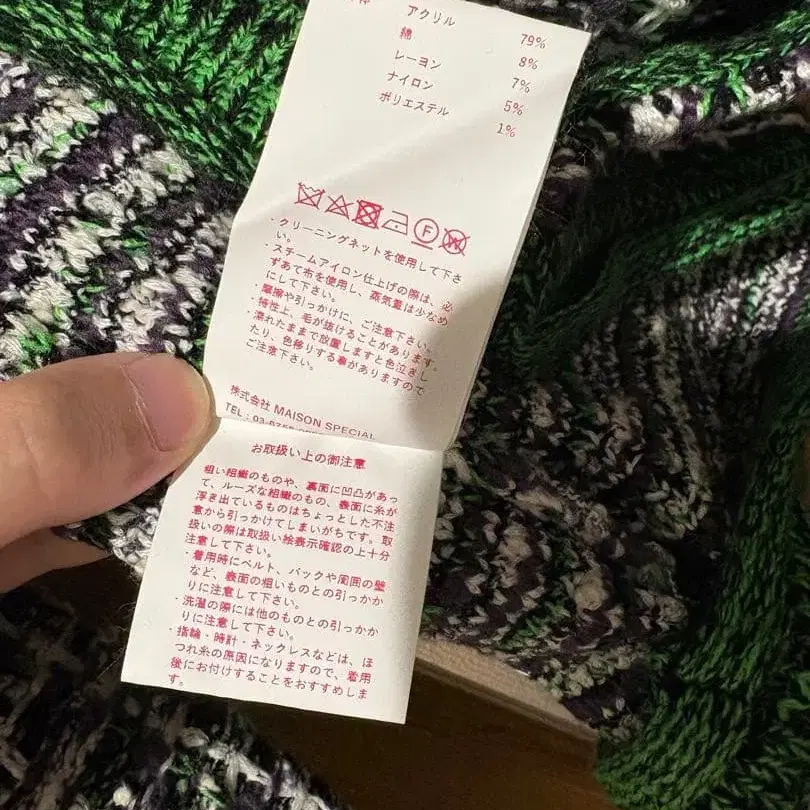 アクリル 79%
綿 8%
レーヨン 7%
ナイロン 5%
ポリエステル 1%
F W
・クリーニングネットを使用して下さ
い。
・スチームアイロン仕上げの際は、必
ずあて布を使用し、蒸気量は少なめ
にして下さい。
・摩擦や引っかけに、ご注意下さい。
・特性上、毛が抜けることがあります。
・濡れたままで放置しますと色泣きし
たり、色移りする事がありますので
ご注意下さい。
株式会社 MAISON SPECIAL
TEL : 03-
お取扱い上の御注意
粗い組織のものや、裏面に凹凸があっ
て、ルーズな組織のもの、表面に糸が
浮き出ているものはちょっとした不注
意から引っかけてしまいがちです。取
扱いの際は取扱い絵表示確認の上十分
注意して下さい。
・着用時にベルト、バックや周囲の壁
など、表面の粗いものとの引っかか
りに注意して下さい。
・洗濯の際には他のものとの引っかか
りに注意して下さい。
・指輪・時計・ネックレスなどは、ほ
つれ糸の原因になりますので、着用
後にお付けすることをおすすめしま
す。